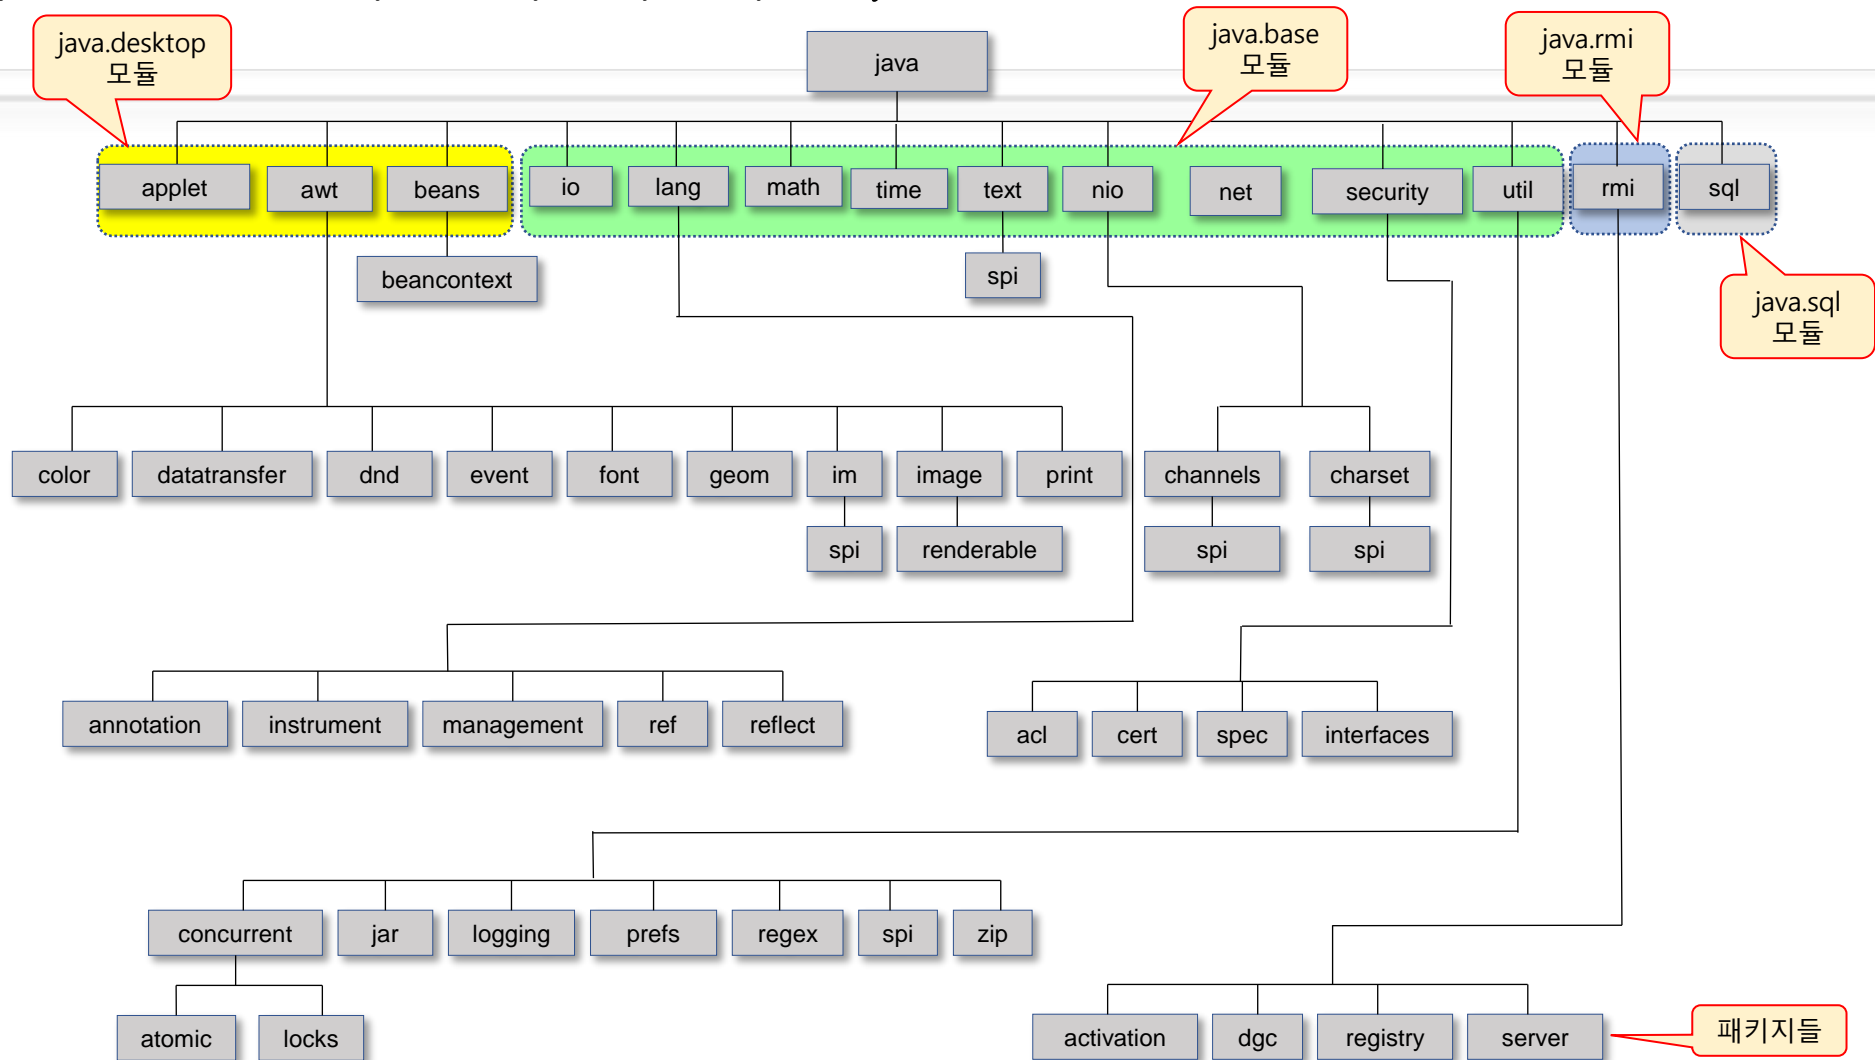 java.desktop
모듈
java
java.base
모듈
java.rmi
모듈
applet
awt
beans
io
lang
math
time
text
nio
net
security
util
rmi
sql
beancontext
spi
java.sql
모듈
color
datatransfer
dnd
event
font
geom
im
image
print
channels
charset
spi
renderable
spi
spi
annotation
instrument
management
ref
reflect
acl
cert
spec
interfaces
concurrent
jar
logging
prefs
regex
spi
zip
atomic
locks
activation
dgc
registry
server
패키지들